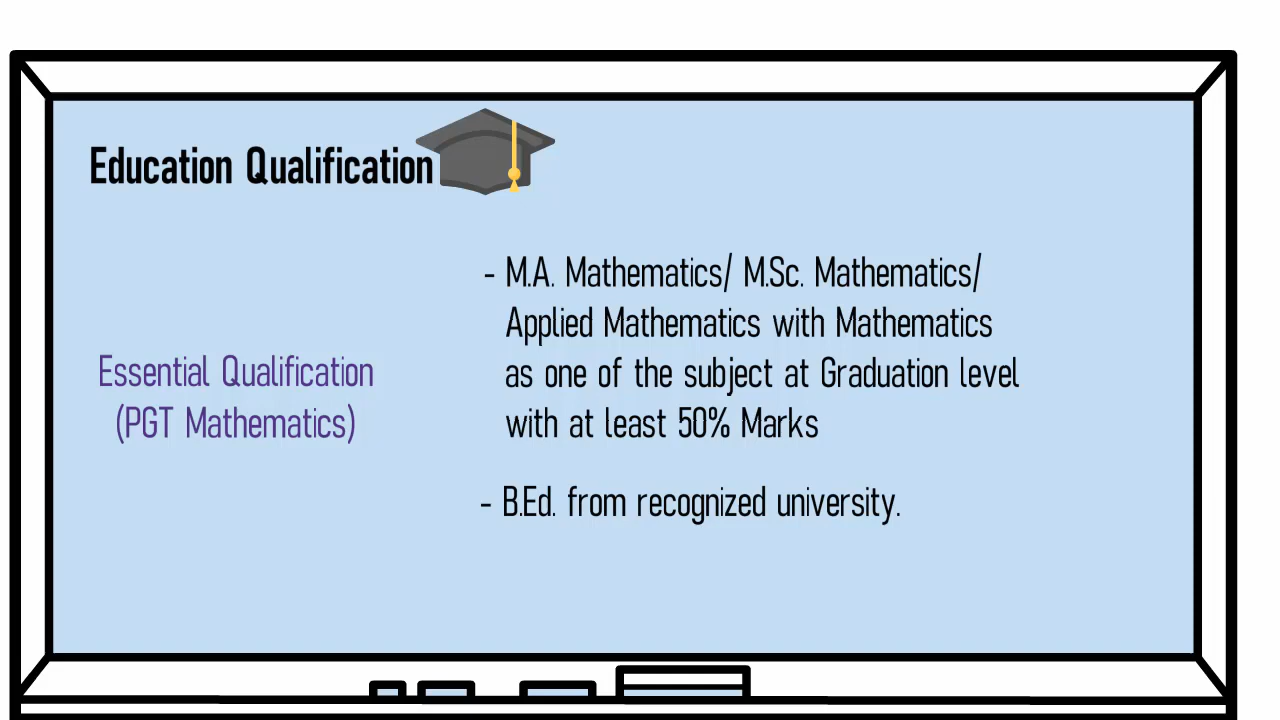 Education Qualification
Essential Qualification
(PGT Mathematics)
- M.A. Mathematics/ M.Sc. Mathematics/
Applied Mathematics with Mathematics
as one of the subject at Graduation level
with at least 50% Marks
- B.Ed. from recognized university.